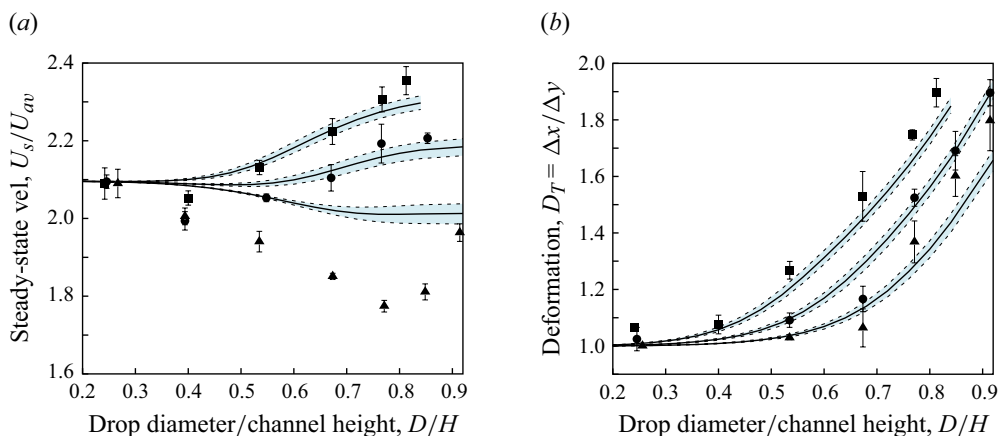 (a)
(b)
2.4
2.2
2.0
1.8
1.6
Steady-state vel, U_s/U_av
0.2 0.3 0.4 0.5 0.6 0.7 0.8 0.9
Drop diameter/channel height, D/H
2.0
1.8
1.6
1.4
1.2
1.0
Deformation, D_T = Δx/Δy
0.2 0.3 0.4 0.5 0.6 0.7 0.8 0.9
Drop diameter/channel height, D/H